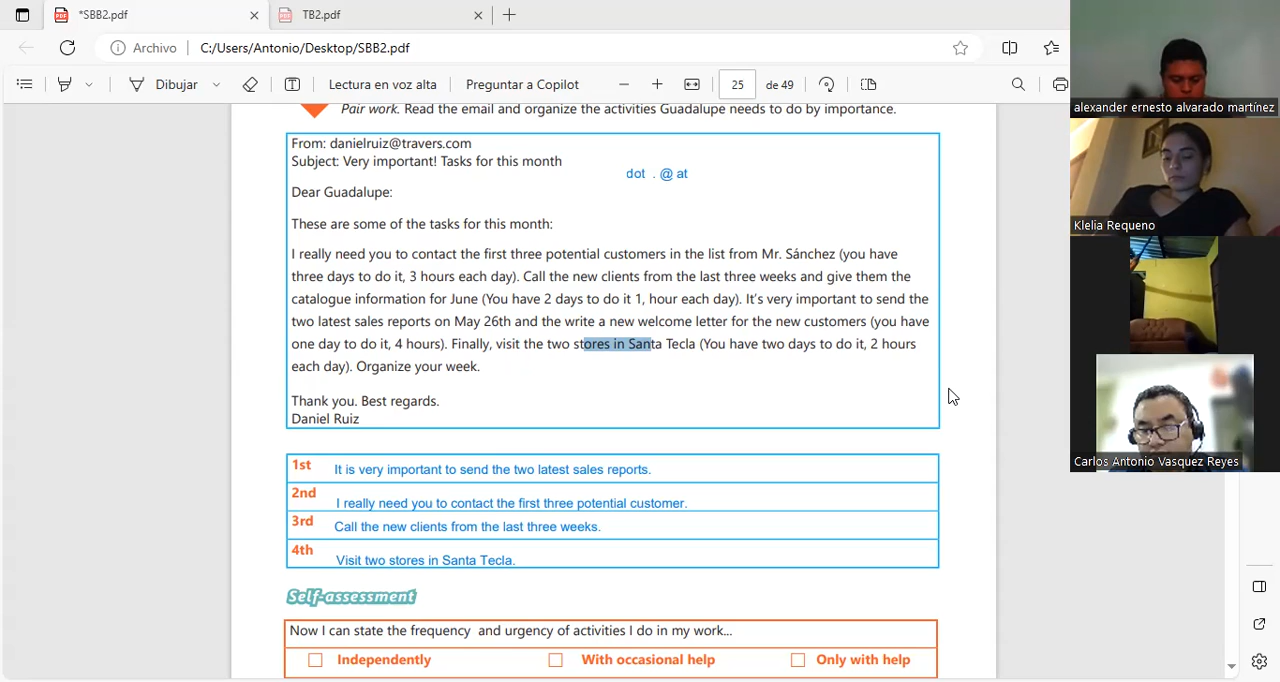 *SBB2.pdf
TB2.pdf
Archivo
C:/Users/Antonio/Desktop/SBB2.pdf
Dibujar
Lectura en voz alta
Preguntar a Copilot
25
de 49
Pair work. Read the email and organize the activities Guadalupe needs to do by importance.
From: danielruiz@travers.com
Subject: Very important! Tasks for this month
dot . @ at
Dear Guadalupe:
These are some of the tasks for this month:
I really need you to contact the first three potential customers in the list from Mr. Sánchez (you have
three days to do it, 3 hours each day). Call the new clients from the last three weeks and give them the
catalogue information for June (You have 2 days to do it 1, hour each day). It's very important to send the
two latest sales reports on May 26th and the write a new welcome letter for the new customers (you have
one day to do it, 4 hours). Finally, visit the two stores in Santa Tecla (You have two days to do it, 2 hours
each day). Organize your week.
Thank you. Best regards.
Daniel Ruiz
1st It is very important to send the two latest sales reports.
2nd I really need you to contact the first three potential customer.
3rd Call the new clients from the last three weeks.
4th Visit two stores in Santa Tecla.
Self-assessment
Now I can state the frequency and urgency of activities I do in my work...
Independently
With occasional help
Only with help
alexander ernesto alvarado martínez
Klelia Requeno
Carlos Antonio Vasquez Reyes